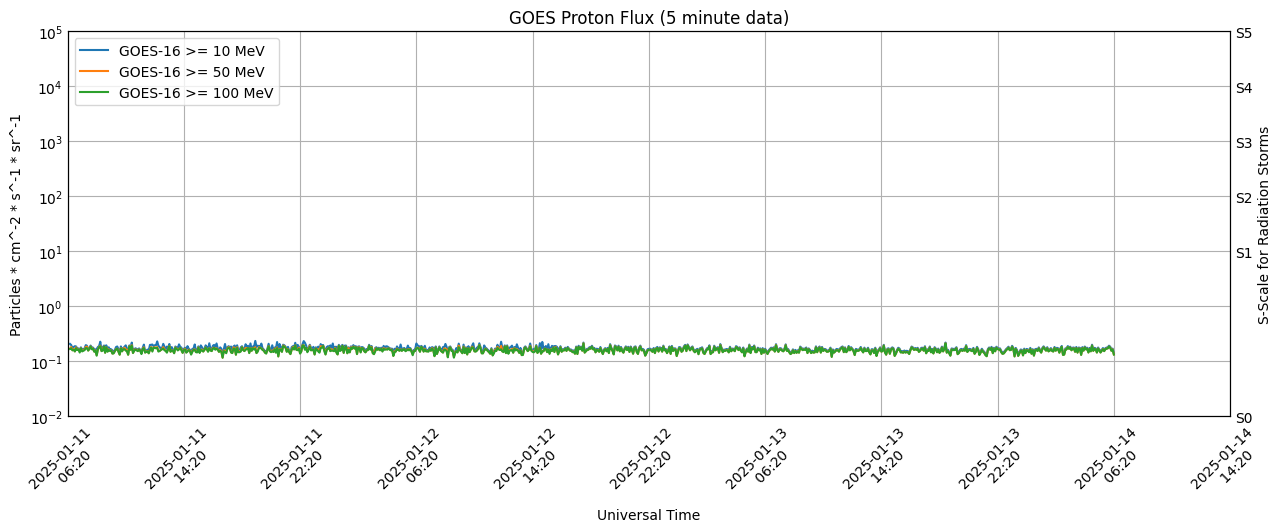 GOES Proton Flux (5 minute data)
GOES-16 >= 10 MeV
GOES-16 >= 50 MeV
GOES-16 >= 100 MeV
Particles * cm^-2 * s^-1 * sr^-1
10^5
10^4
10^3
10^2
10^1
10^0
10^-1
10^-2
S5
S4
S3
S2
S1
S0
S-Scale for Radiation Storms
2025-01-11
06:20
2025-01-11
14:20
2025-01-11
22:20
2025-01-12
06:20
2025-01-12
14:20
2025-01-12
22:20
2025-01-13
06:20
2025-01-13
14:20
2025-01-13
22:20
2025-01-14
06:20
2025-01-14
14:20
Universal Time